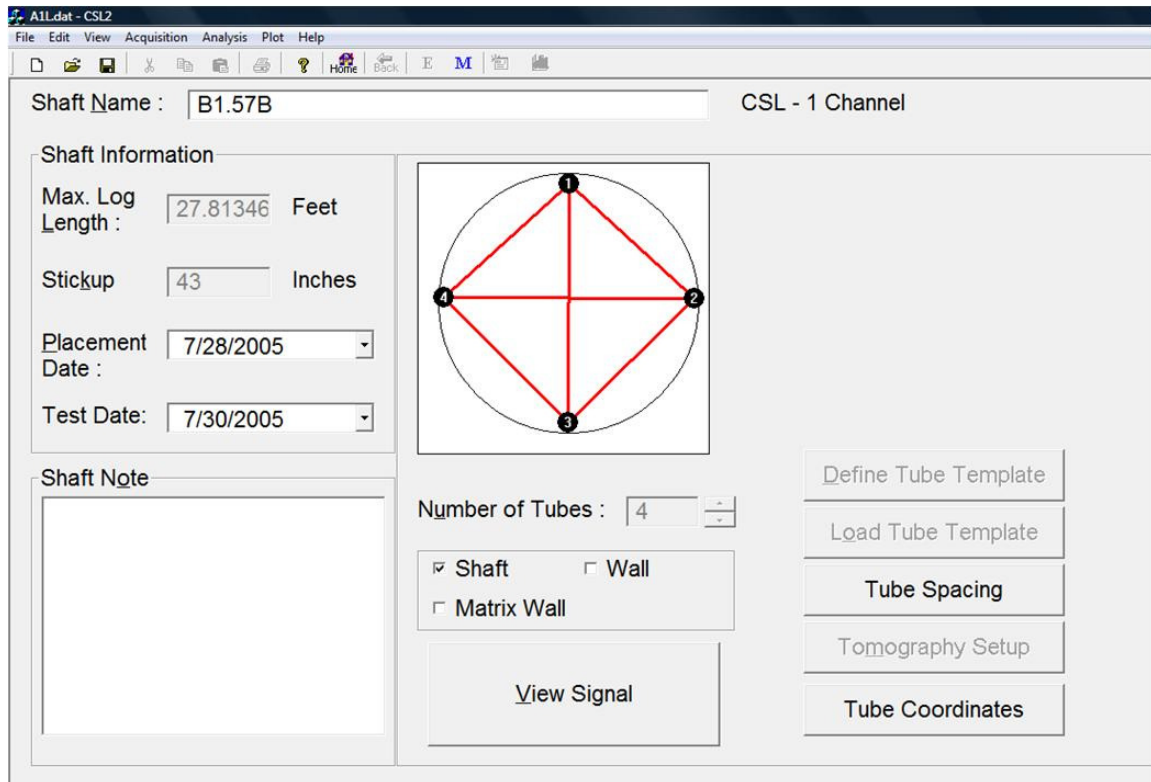 A1L.dat - CSL2
File Edit View Acquisition Analysis Plot Help
Home Back E M
Shaft Name : B1.57B CSL - 1 Channel
Shaft Information
Max. Log
Length : 27.81346 Feet
Stickup 43 Inches
Placement
Date : 7/28/2005
Test Date: 7/30/2005
Shaft Note
1
4 2
3
Number of Tubes : 4
Shaft Wall
Matrix Wall
View Signal
Define Tube Template
Load Tube Template
Tube Spacing
Tomography Setup
Tube Coordinates